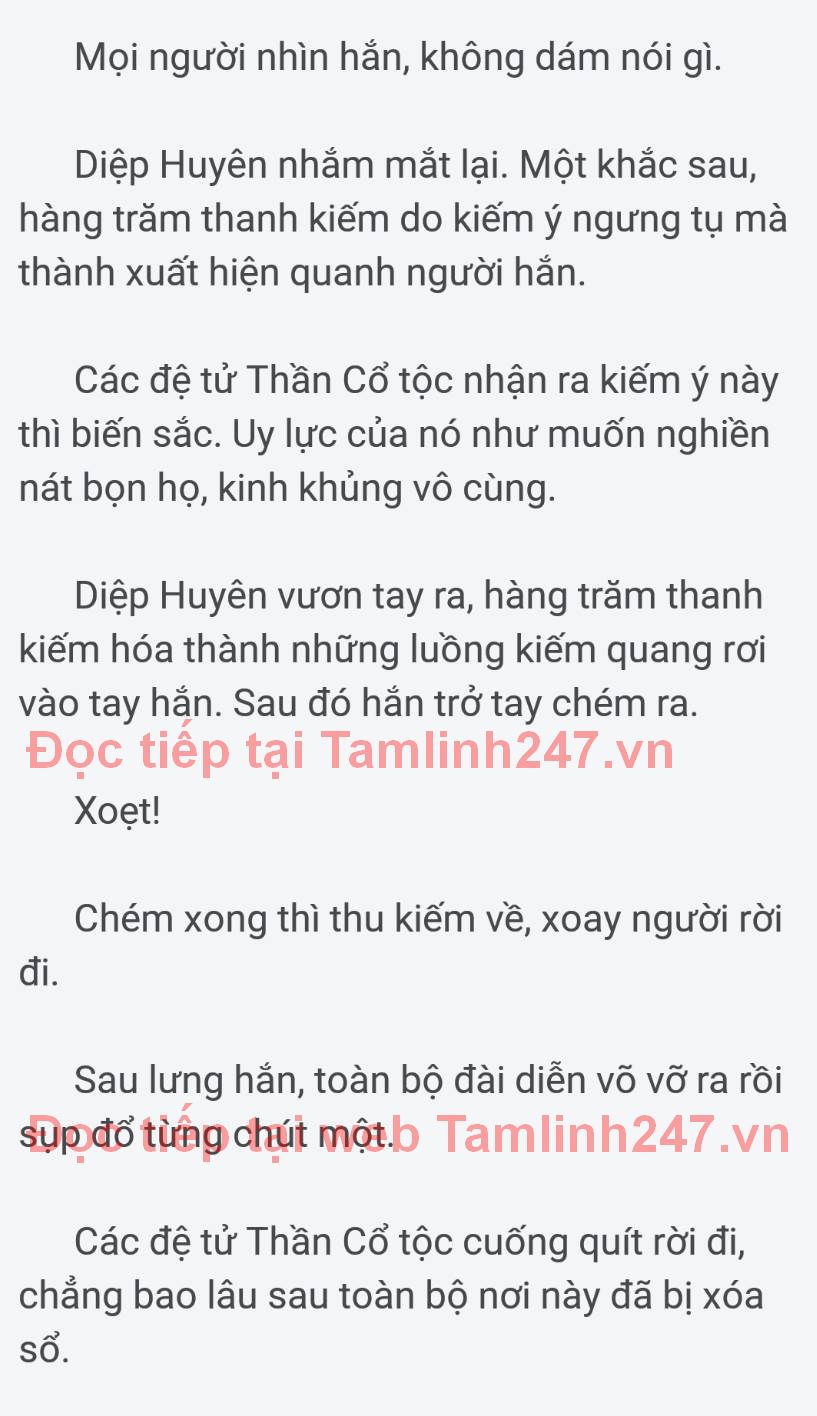 Mọi người nhìn hắn, không dám nói gì.
Diệp Huyên nhắm mắt lại. Một khắc sau,
hàng trăm thanh kiếm do kiếm ý ngưng tụ mà
thành xuất hiện quanh người hắn.
Các đệ tử Thần Cổ tộc nhận ra kiếm ý này
thì biến sắc. Uy lực của nó như muốn nghiền
nát bọn họ, kinh khủng vô cùng.
Diệp Huyên vươn tay ra, hàng trăm thanh
kiếm hóa thành những luồng kiếm quang rơi
vào tay hắn. Sau đó hắn trở tay chém ra.
Đọc tiếp tại Tamlinh247.vn
Xoẹt!
Chém xong thì thu kiếm về, xoay người rời
đi.
Sau lưng hắn, toàn bộ đài diễn võ vỡ ra rồi
sụp đổ từng chút một.
Đọc tiếp tại web Tamlinh247.vn
Các đệ tử Thần Cổ tộc cuống quít rời đi,
chẳng bao lâu sau toàn bộ nơi này đã bị xóa
sổ.